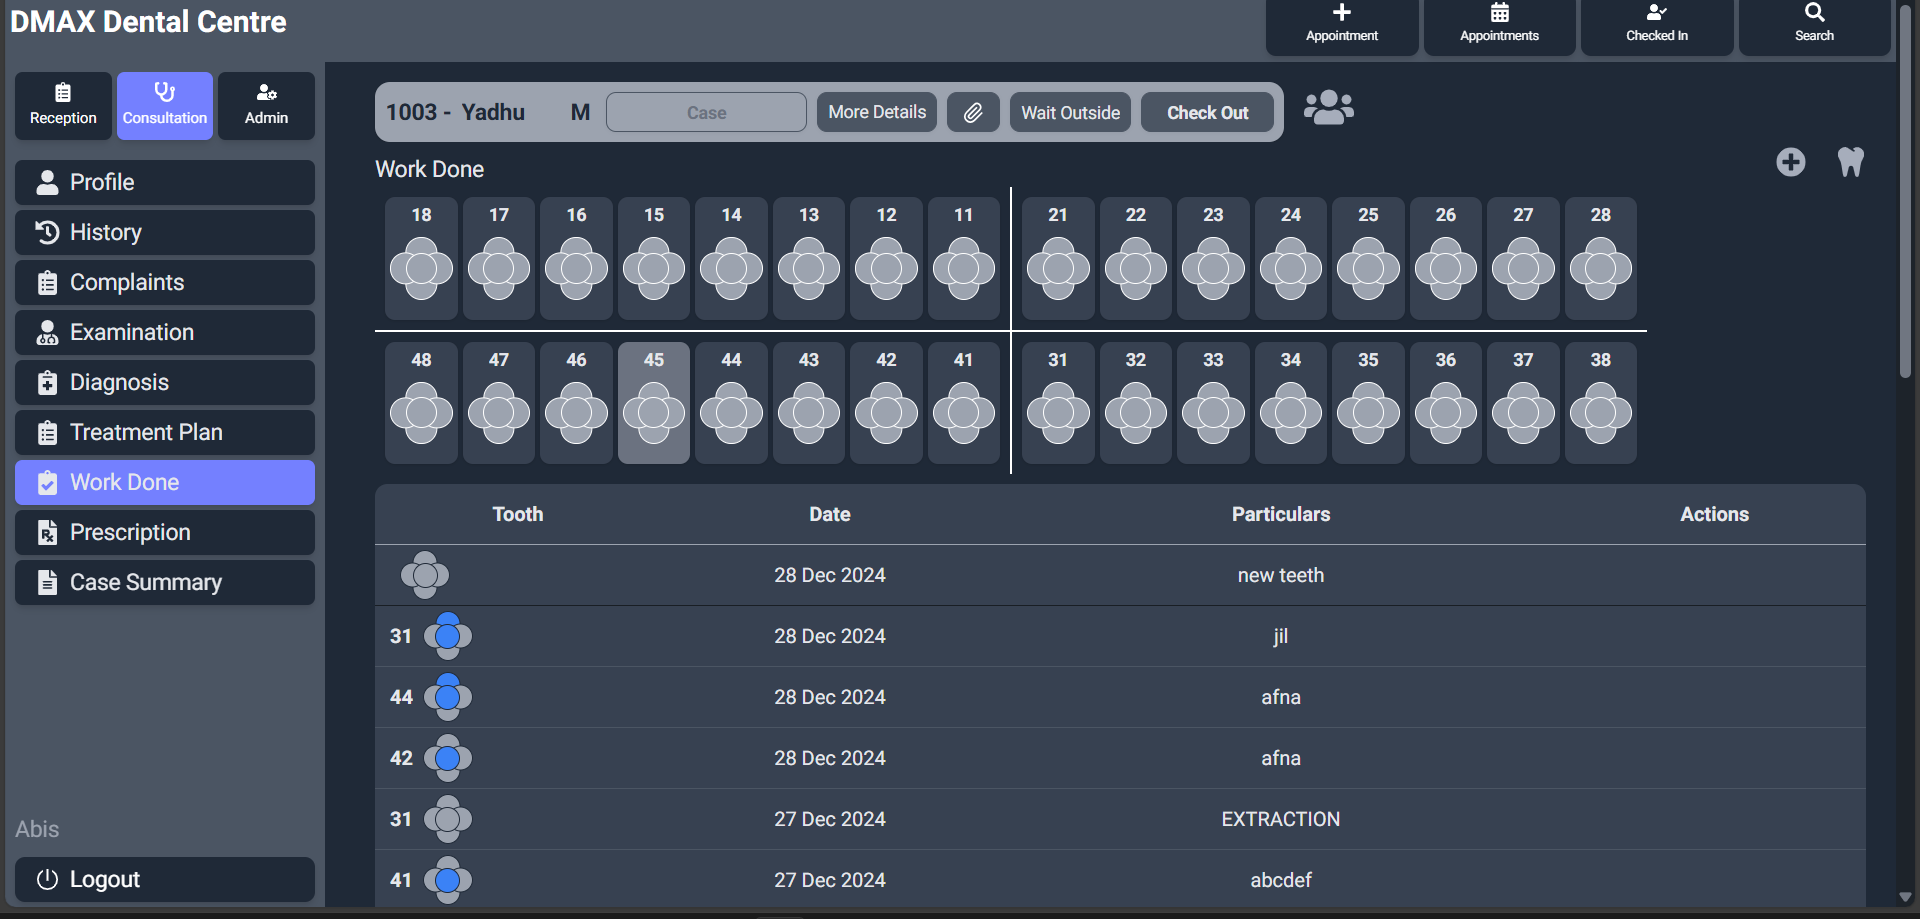 DMAX Dental Centre
Appointment
Appointments
Checked In
Search
Reception
Consultation
Admin
1003 - Yadhu M Case More Details Wait Outside Check Out
Profile
History
Complaints
Examination
Diagnosis
Treatment Plan
Work Done
Prescription
Case Summary
Abis
Logout
Work Done
18 17 16 15 14 13 12 11 21 22 23 24 25 26 27 28
48 47 46 45 44 43 42 41 31 32 33 34 35 36 37 38
Tooth Date Particulars Actions
28 Dec 2024 new teeth
31 28 Dec 2024 jil
44 28 Dec 2024 afna
42 28 Dec 2024 afna
31 27 Dec 2024 EXTRACTION
41 27 Dec 2024 abcdef